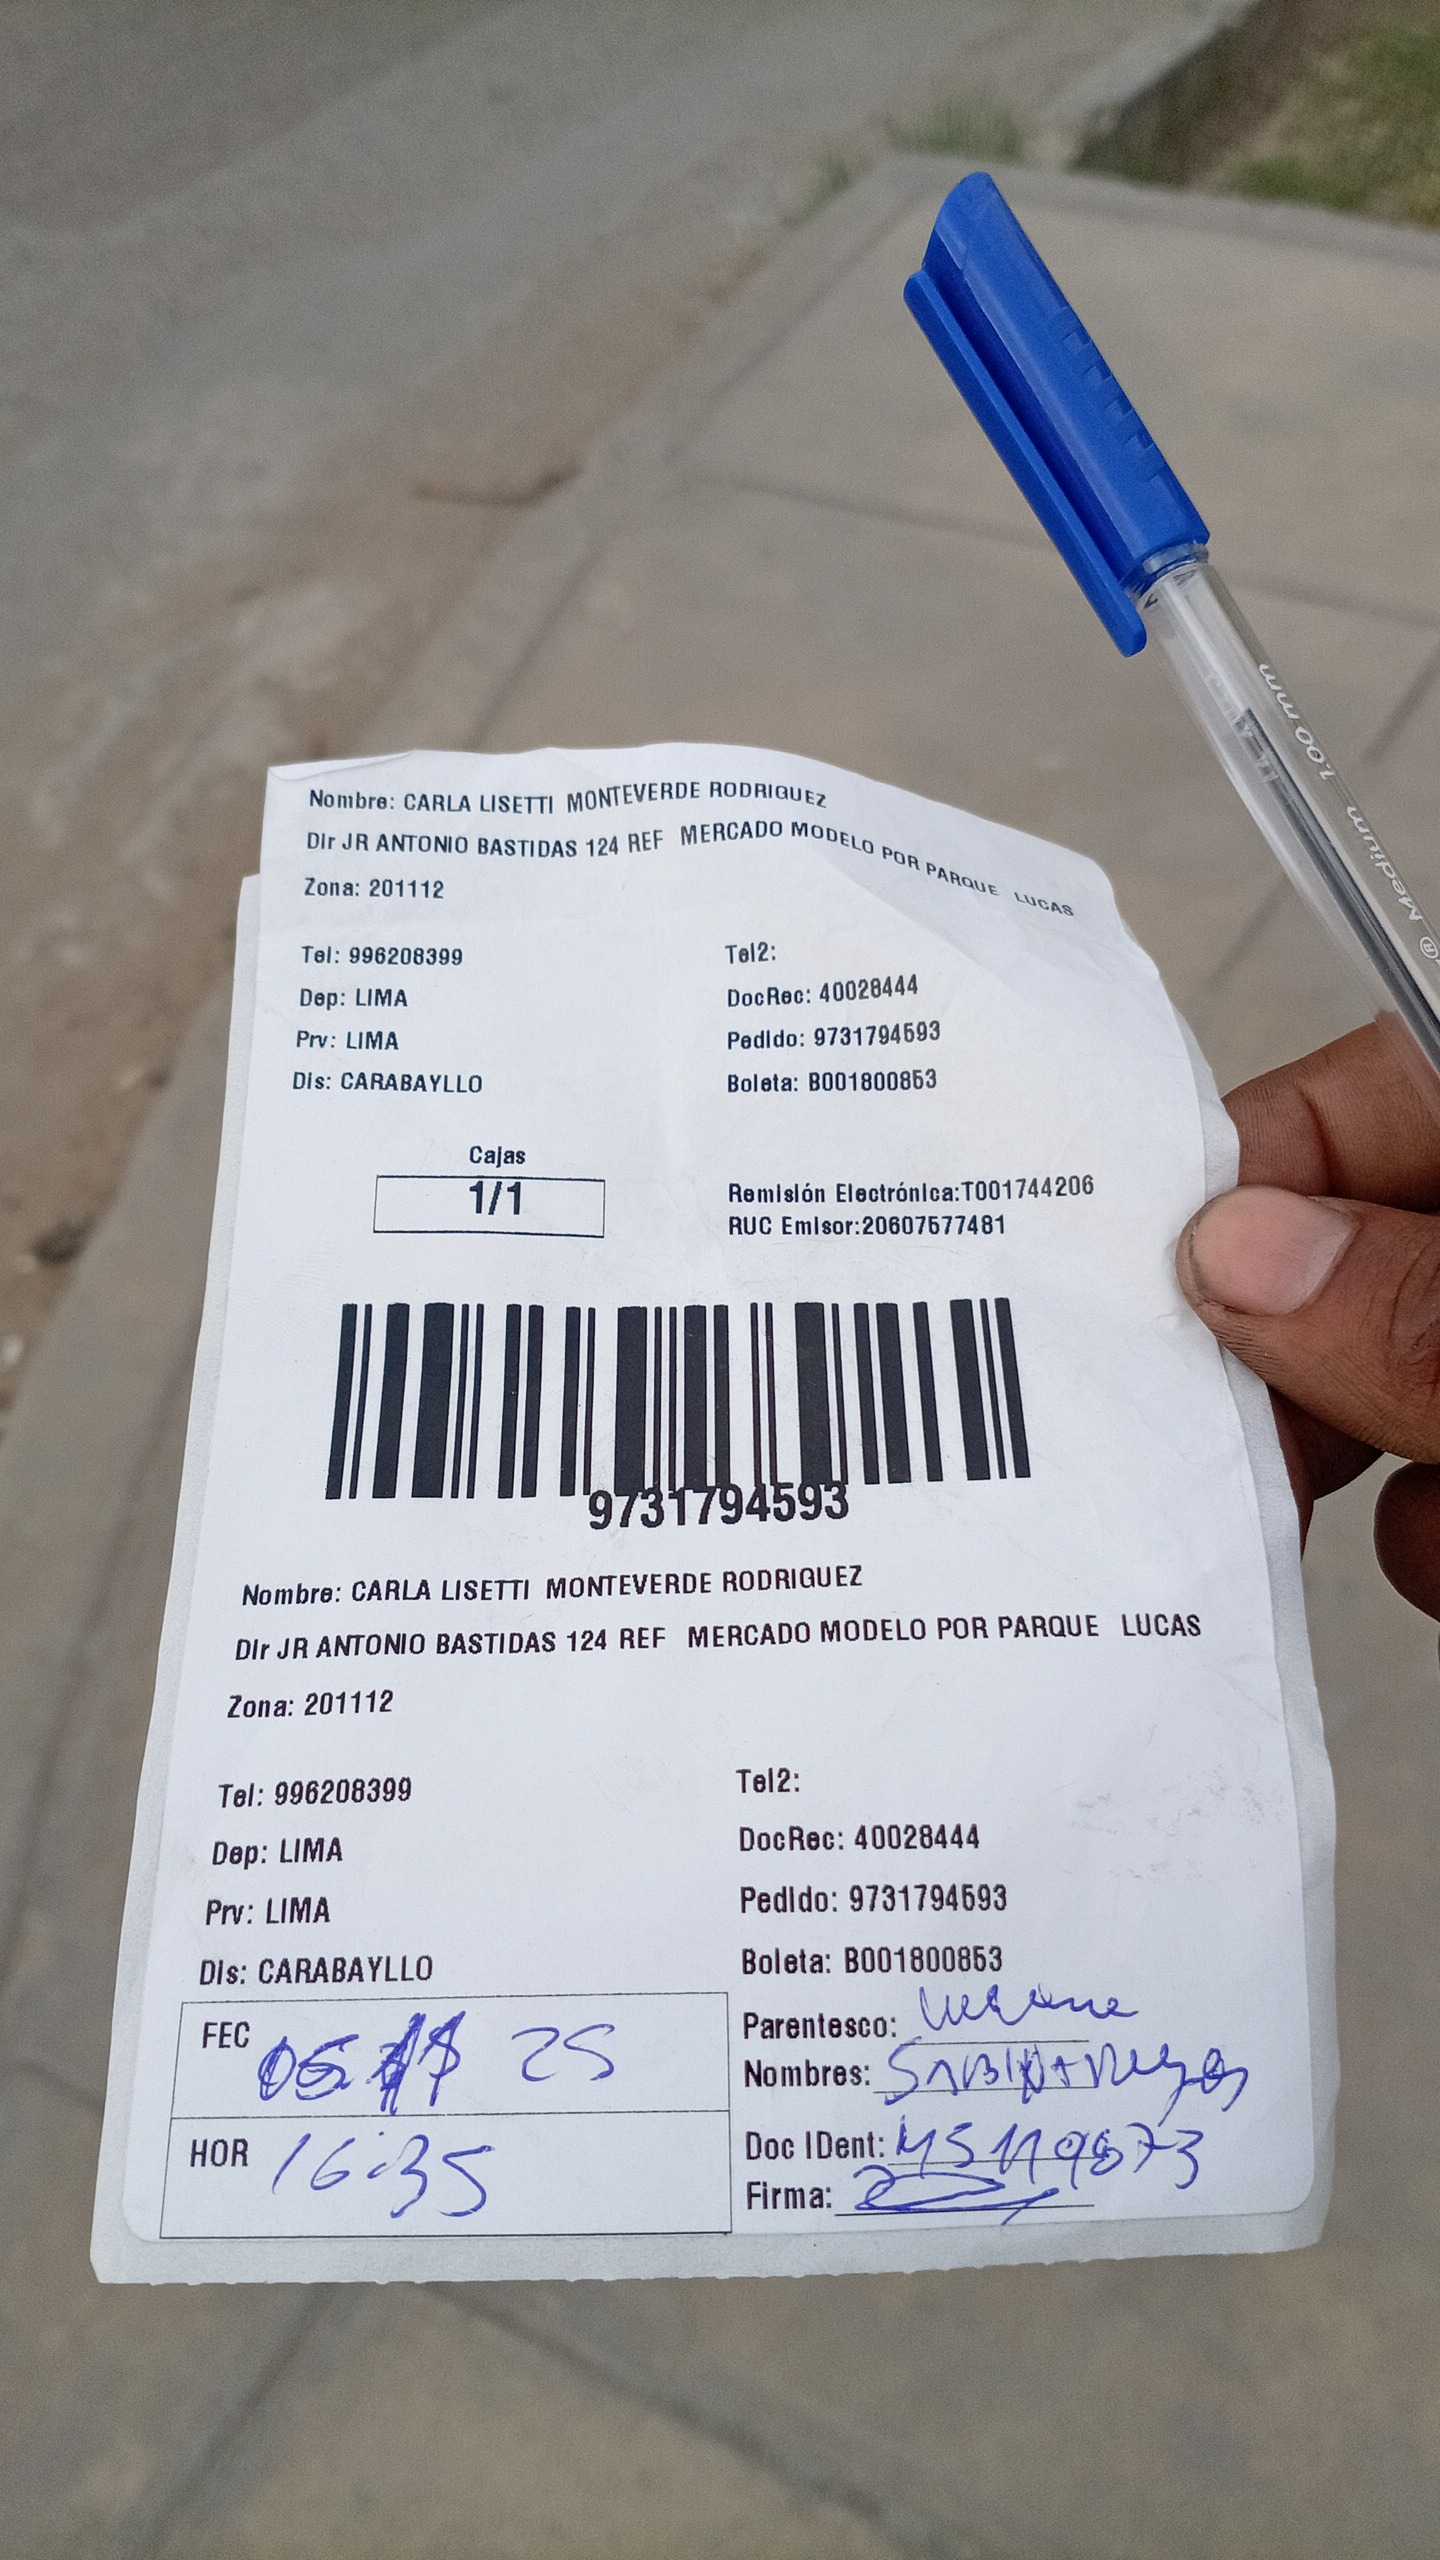 1.00 mm Medium ®
Nombre: CARLA LISETTI MONTEVERDE RODRIQUEZ
Dir JR ANTONIO BASTIDAS 124 REF MERCADO MODELO POR PARQUE LUCAS
Zona: 201112
Tel: 996208399 Tel2:
Dep: LIMA DocRec: 40028444
Prv: LIMA Pedido: 9731794593
Dis: CARABAYLLO Boleta: B001800853
Cajas
1/1
Remisión Electrónica:T001744206
RUC Emisor:20607577481
9731794593
Nombre: CARLA LISETTI MONTEVERDE RODRIQUEZ
Dir JR ANTONIO BASTIDAS 124 REF MERCADO MODELO POR PARQUE LUCAS
Zona: 201112
Tel: 996208399 Tel2:
Dep: LIMA DocRec: 40028444
Prv: LIMA Pedido: 9731794593
Dis: CARABAYLLO Boleta: B001800853
FEC 05 25
HOR 16:35
Parentesco:
Nombres: SABINA
Doc IDent:
Firma: